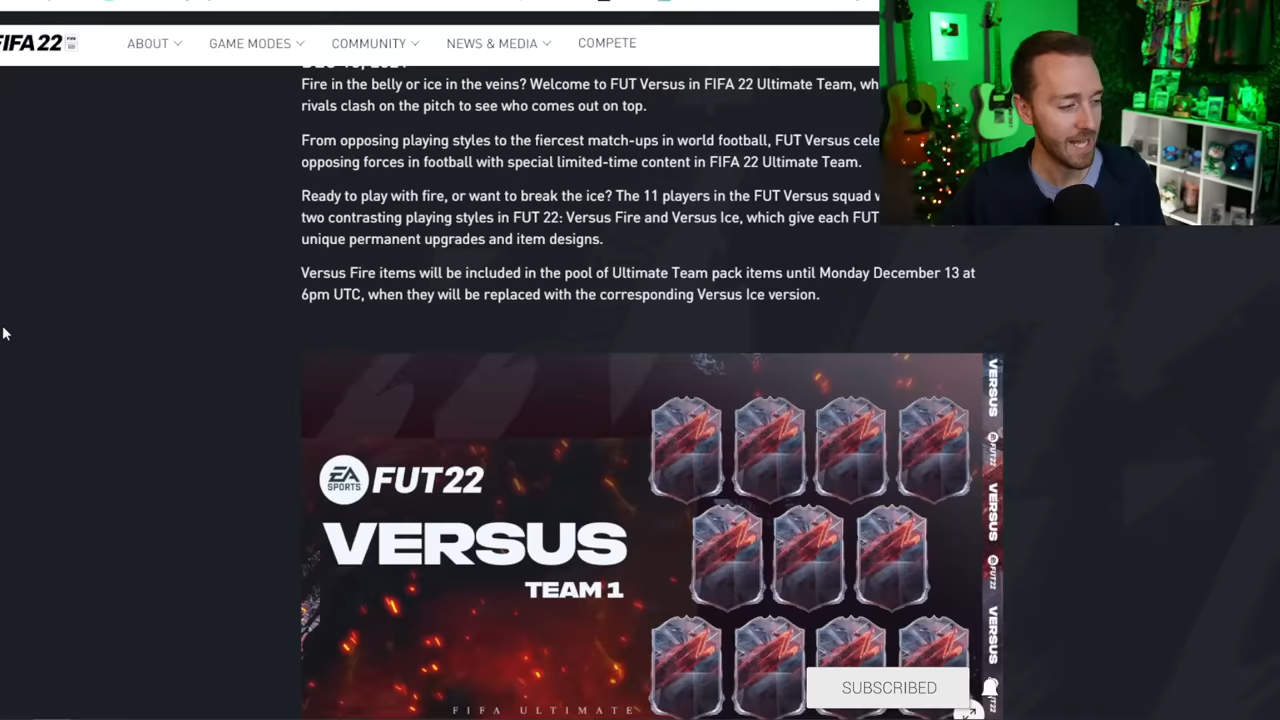 FIFA 22
ABOUT
GAME MODES
COMMUNITY
NEWS & MEDIA
COMPETE
Fire in the belly or ice in the veins? Welcome to FUT Versus in FIFA 22 Ultimate Team,
rivals clash on the pitch to see who comes out on top.
From opposing playing styles to the fiercest match-ups in world football, FUT Versus
opposing forces in football with special limited-time content in FIFA 22 Ultimate Team.
Ready to play with fire, or want to break the ice? The 11 players in the FUT Versus squad
two contrasting playing styles in FUT 22: Versus Fire and Versus Ice, which give each FUT
unique permanent upgrades and item designs.
Versus Fire items will be included in the pool of Ultimate Team pack items until Monday December 13 at
6pm UTC, when they will be replaced with the corresponding Versus Ice version.
EA
SPORTS
FUT22
VERSUS
TEAM 1
FIFA ULTIMATE
VERSUS
FUT22
VERSUS
FUT22
VERSUS
SUBSCRIBED